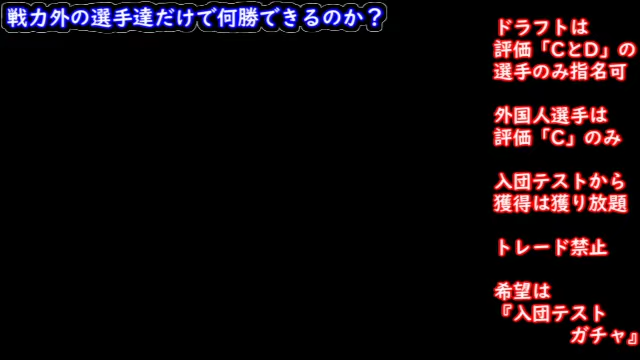 戦力外の選手達だけで何勝できるのか？
ドラフトは
評価「CとD」の
選手のみ指名可
外国人選手は
評価「C」のみ
入団テストから
獲得は獲り放題
トレード禁止
希望は
『入団テスト
ガチャ』